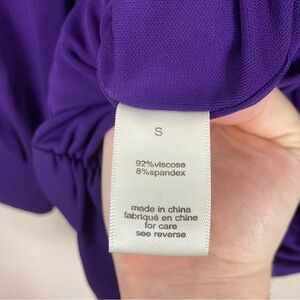 S
92%viscose
8%spandex
made in china
fabriqué en chine
for care
see reverse